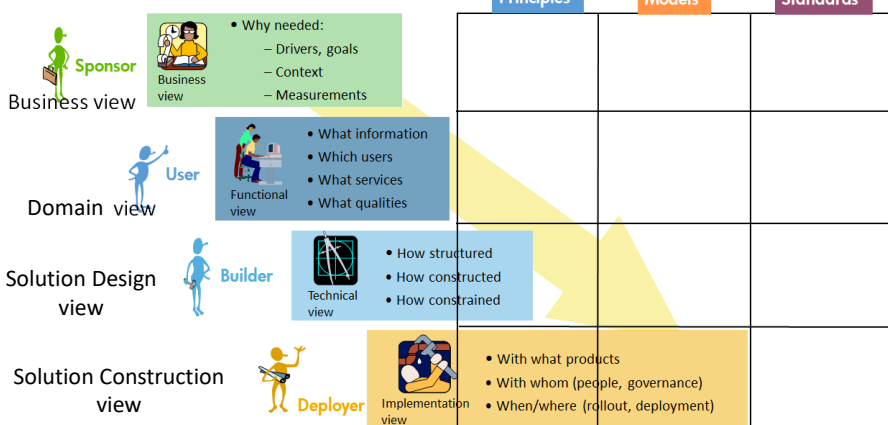 Principles
Models
Standards
Sponsor
Business view
Business
view
• Why needed:
– Drivers, goals
– Context
– Measurements
User
Domain view
Functional
view
• What information
• Which users
• What services
• What qualities
Builder
Solution Design
view
Technical
view
• How structured
• How constructed
• How constrained
Deployer
Solution Construction
view
Implementation
view
• With what products
• With whom (people, governance)
• When/where (rollout, deployment)